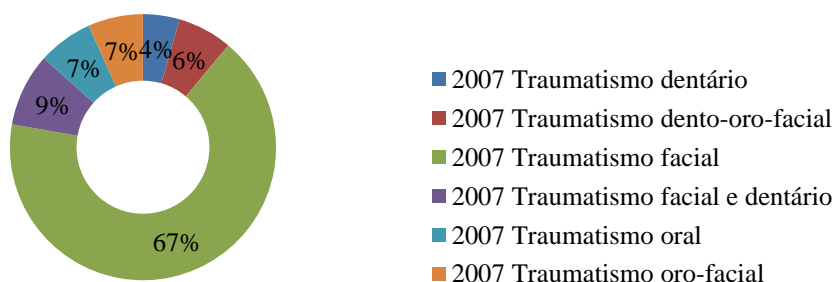 4%
6%
67%
9%
7%
7%
2007 Traumatismo dentário
2007 Traumatismo dento-oro-facial
2007 Traumatismo facial
2007 Traumatismo facial e dentário
2007 Traumatismo oral
2007 Traumatismo oro-facial